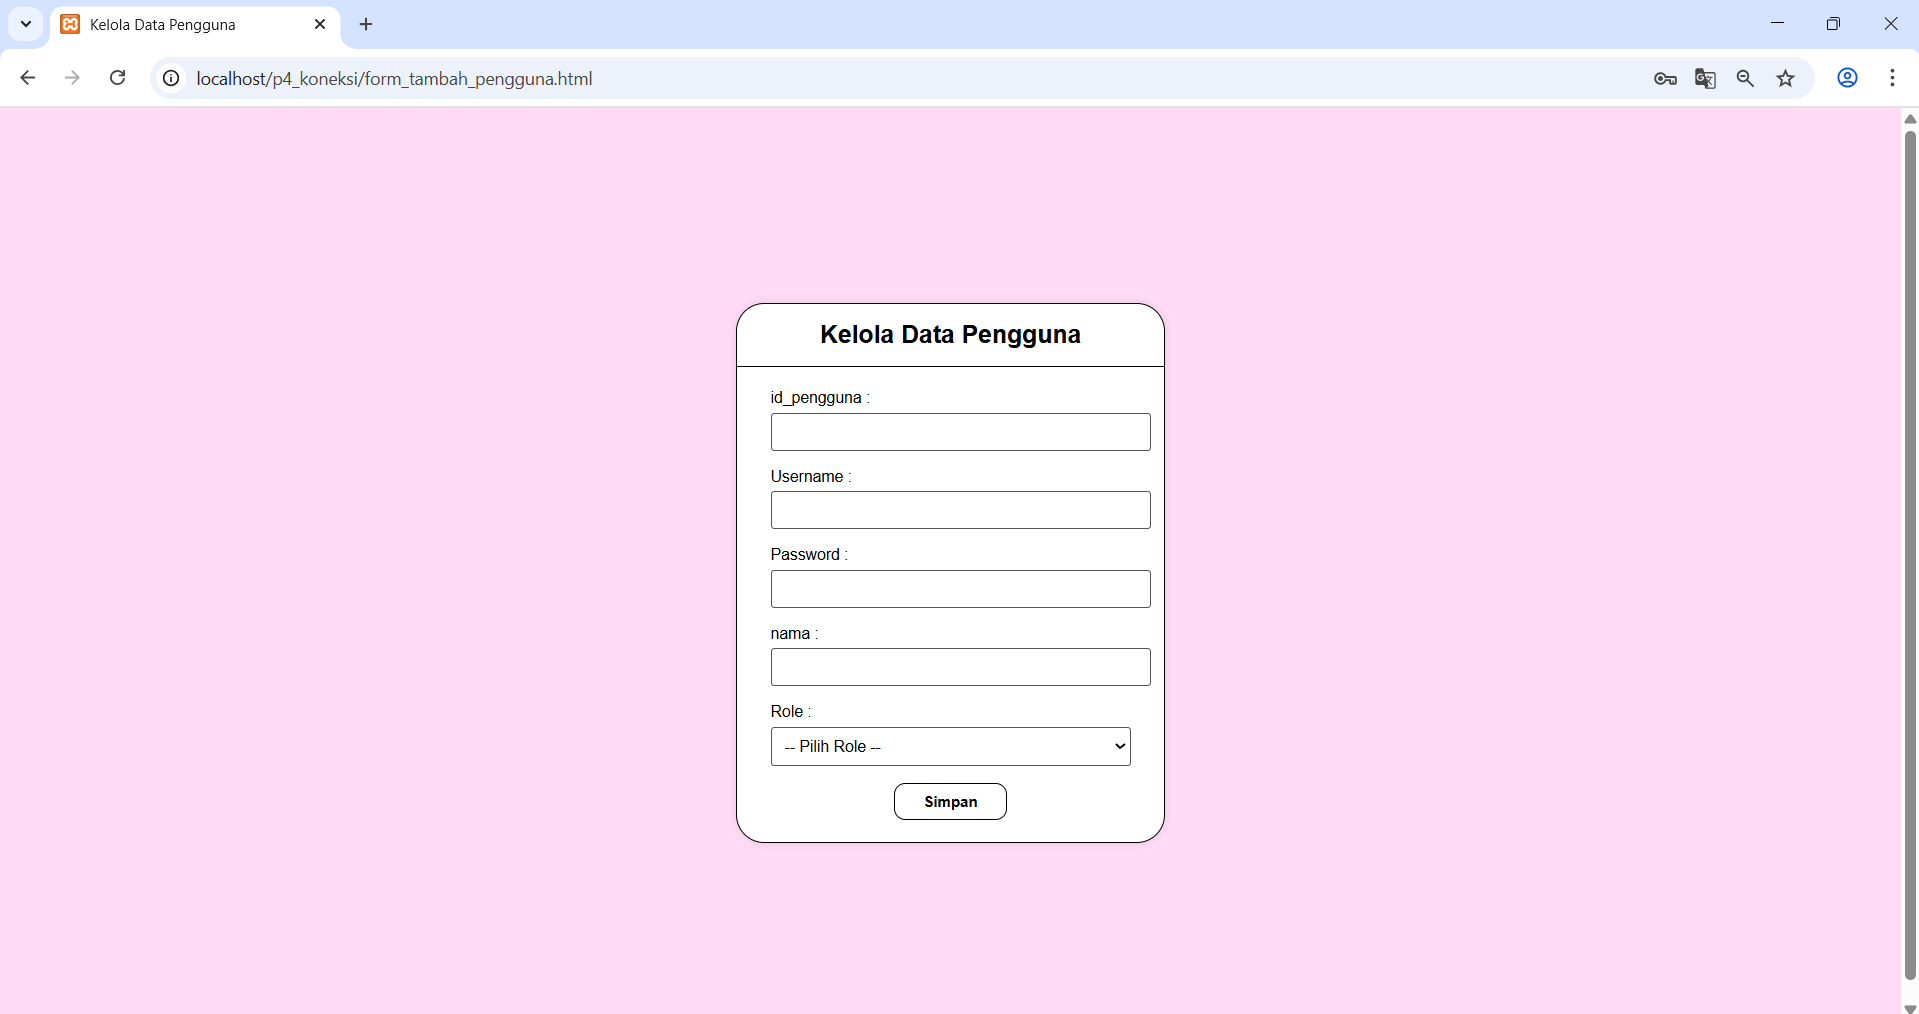 Kelola Data Pengguna
localhost/p4_koneksi/form_tambah_pengguna.html
Kelola Data Pengguna
id_pengguna :
Username :
Password :
nama :
Role :
-- Pilih Role --
Simpan